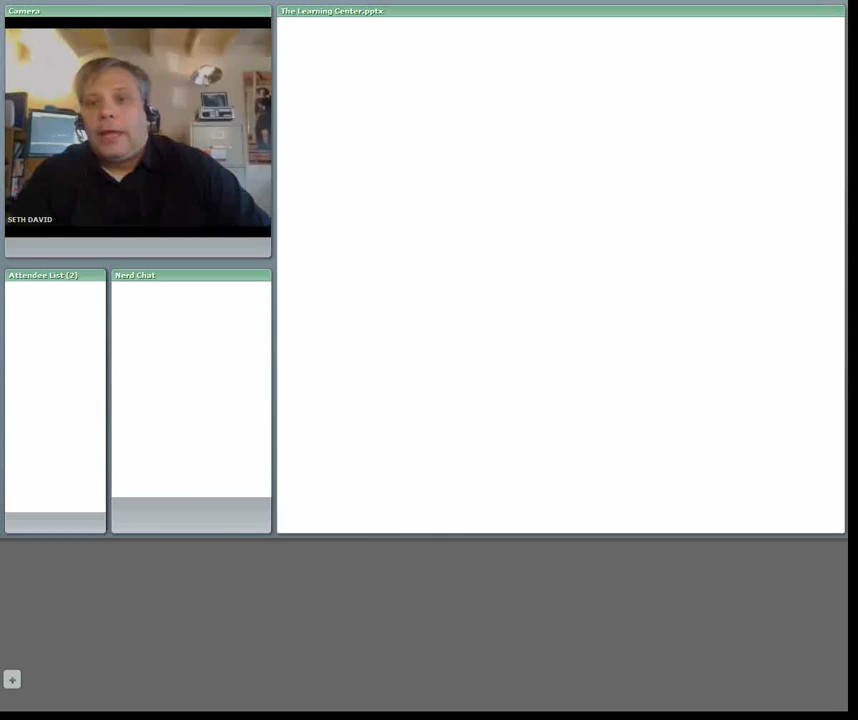 Camera
The Learning Center.pptx
SETH DAVID
Attendee List (2)
Nerd Chat